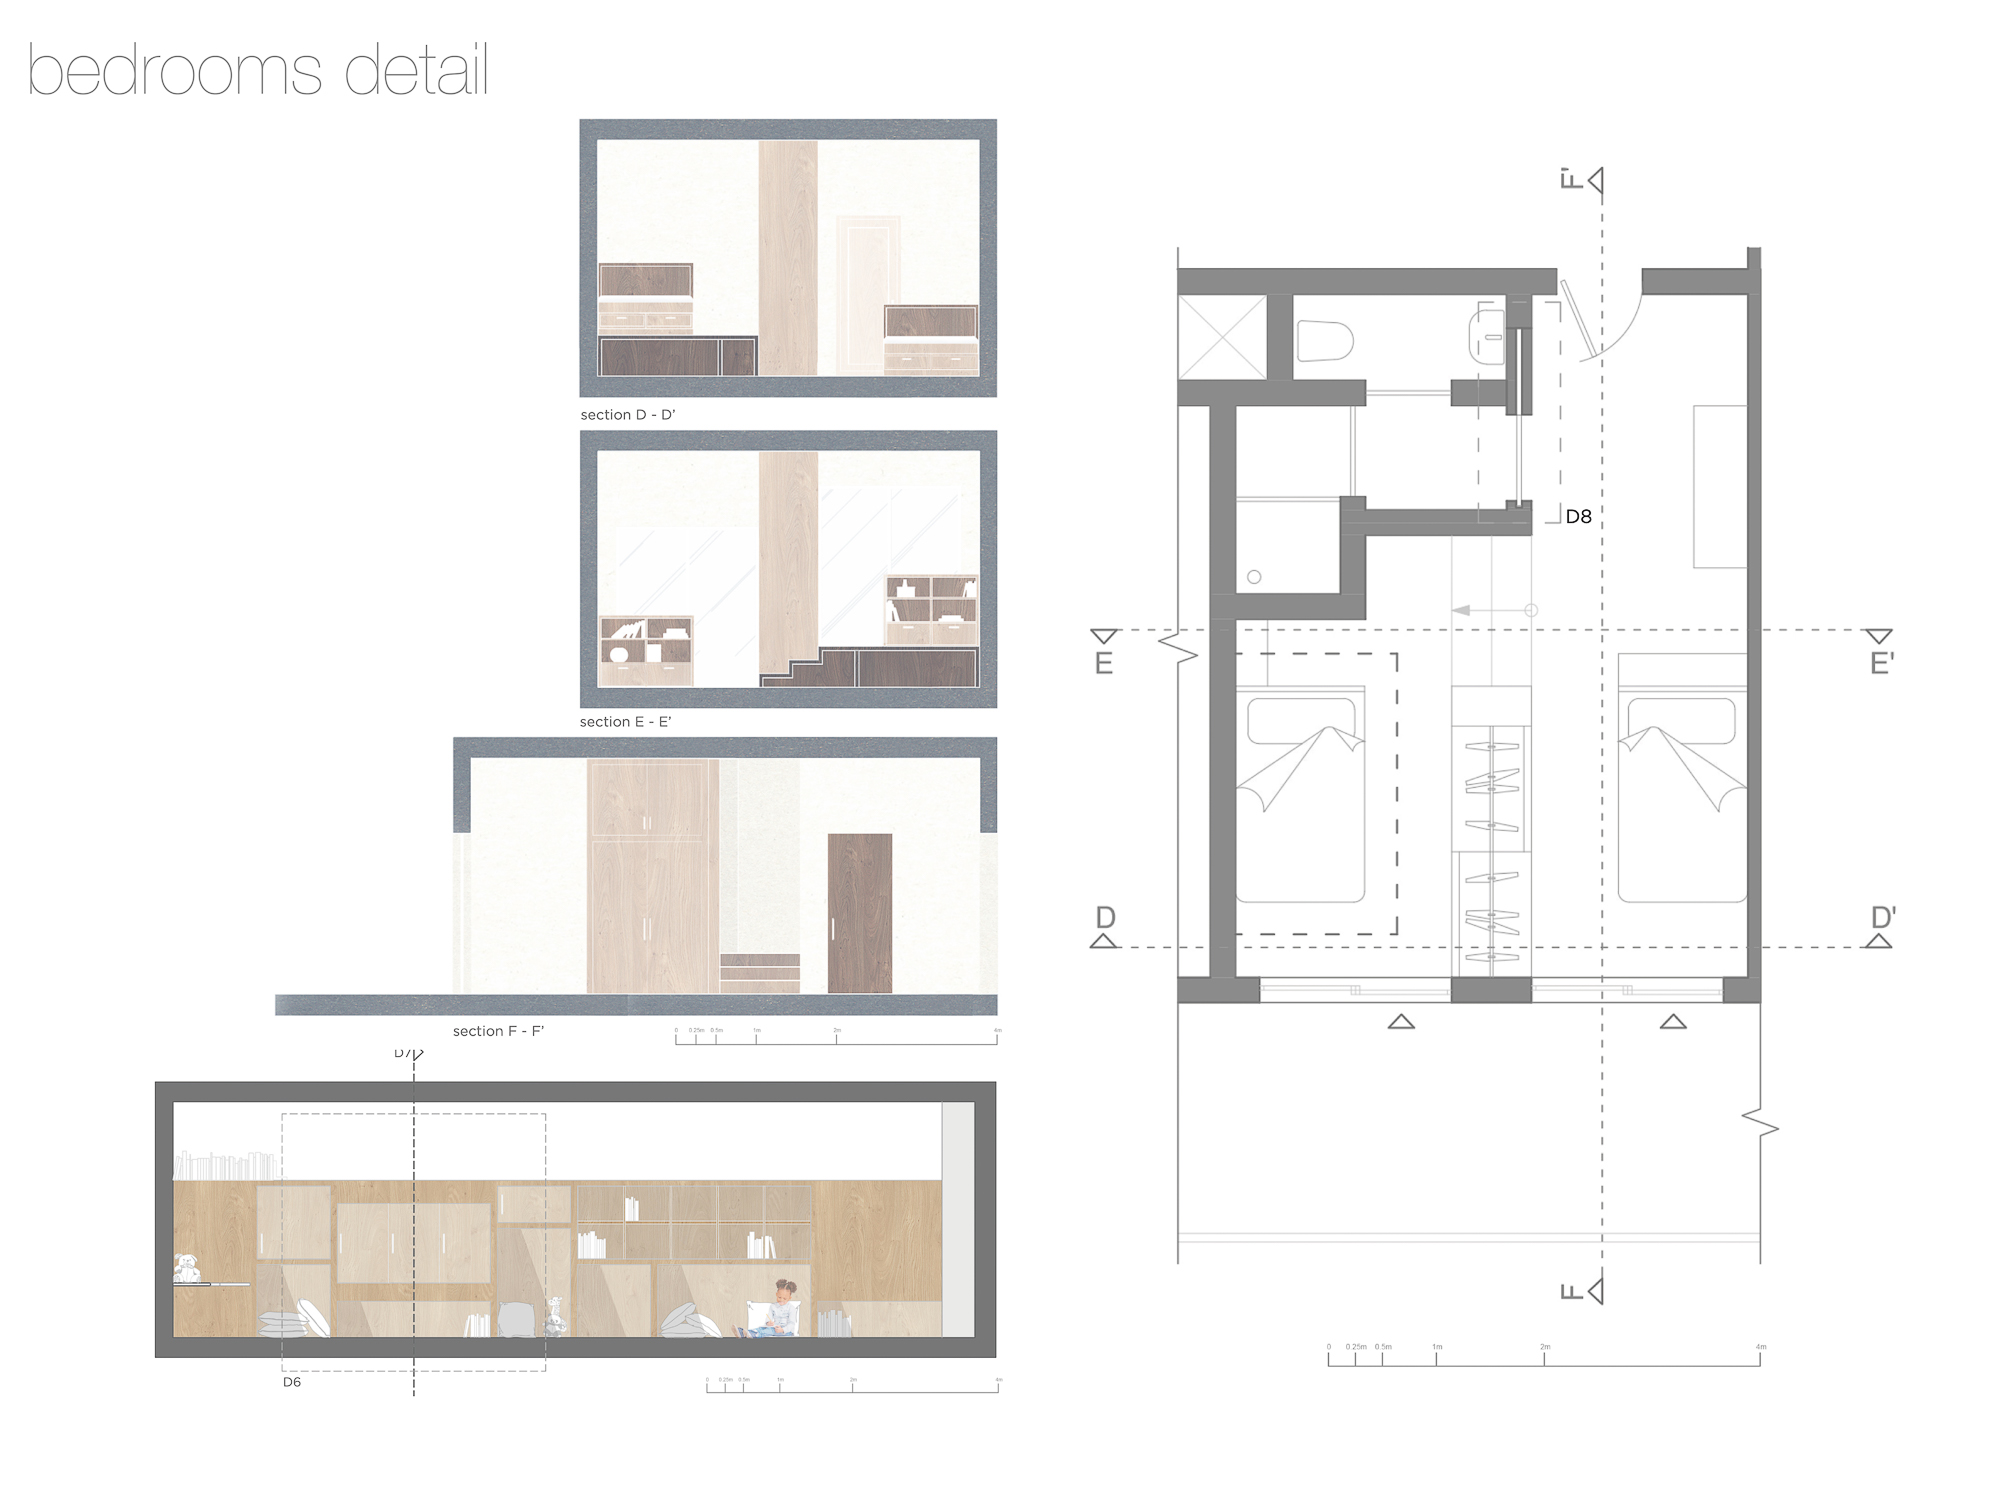 bedrooms detail
section D - D'
section E - E'
section F - F'
0 0.25m 0.5m 1m 2m 4m
D7
D6
0 0.25m 0.5m 1m 2m 4m
F'
D8
E E'
D D'
F
0 0.25m 0.5m 1m 2m 4m